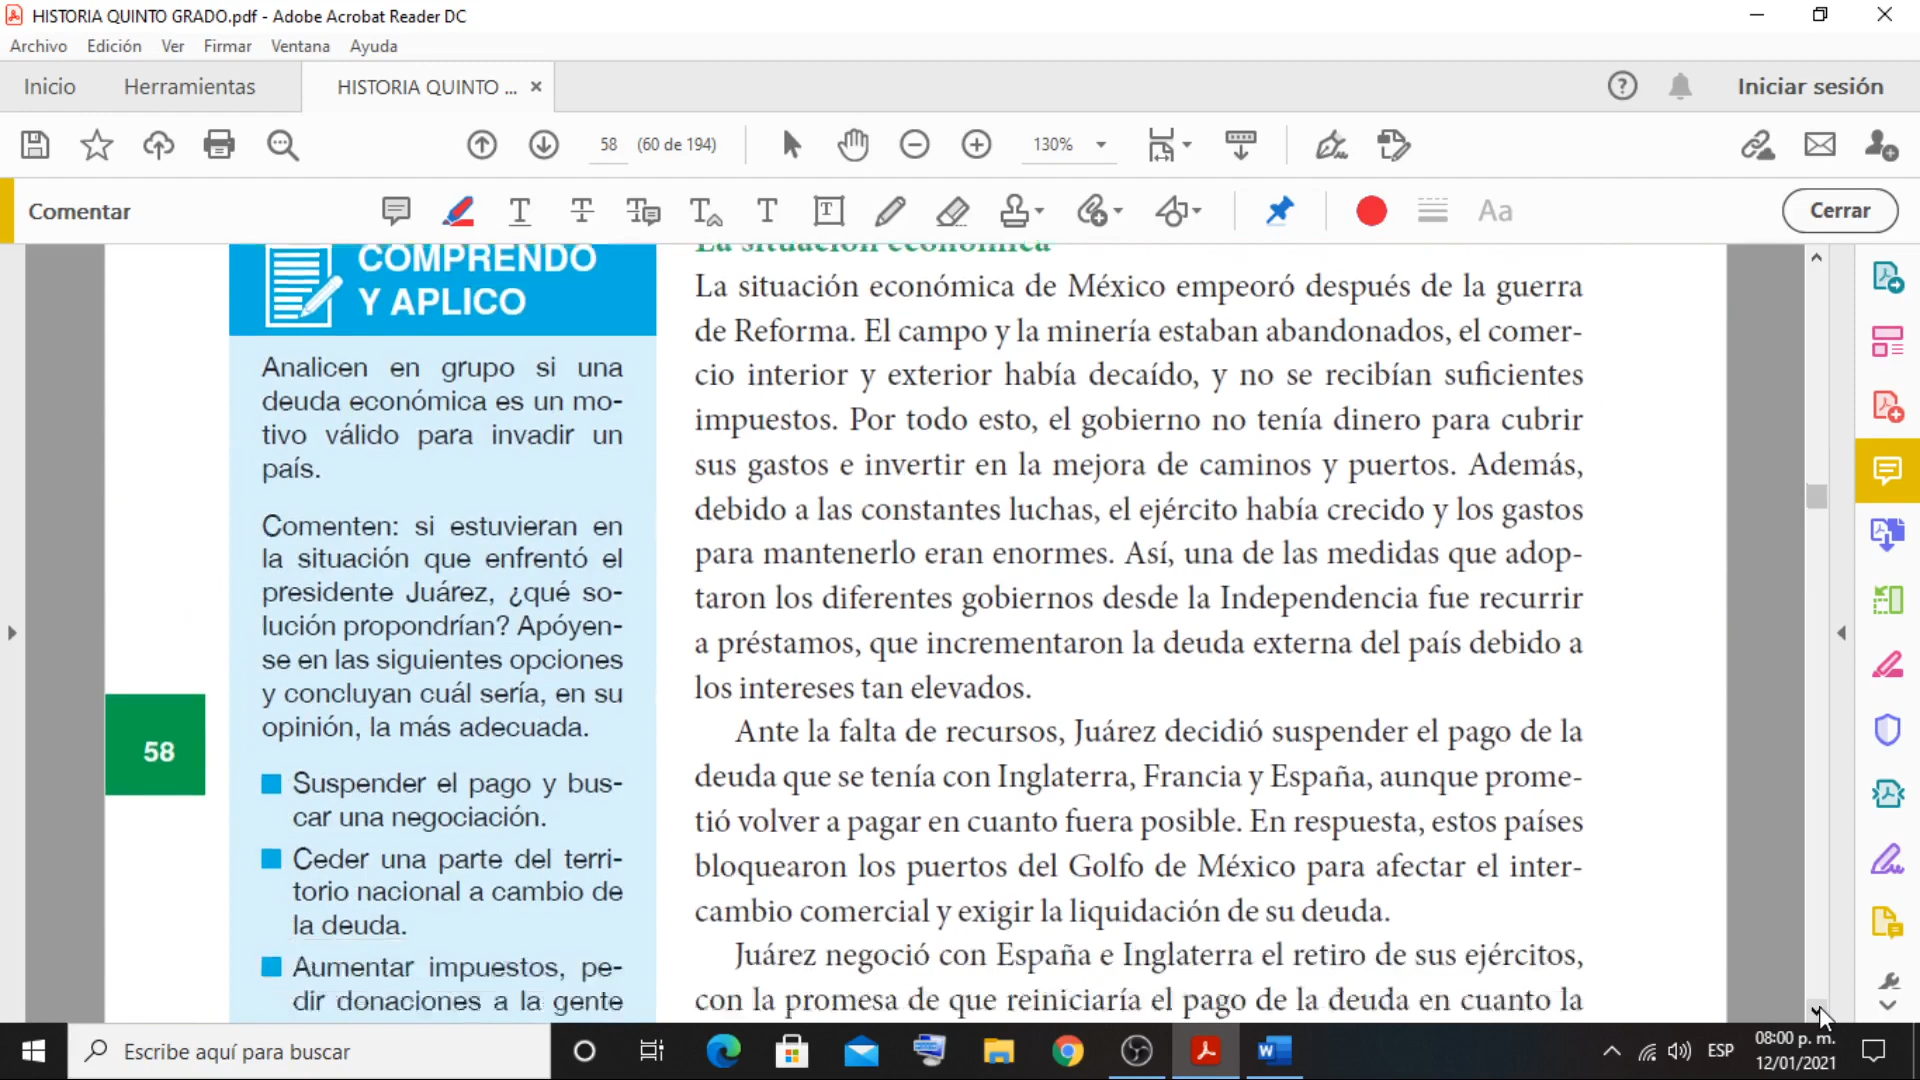 HISTORIA QUINTO GRADO.pdf - Adobe Acrobat Reader DC
Archivo Edición Ver Firmar Ventana Ayuda
Inicio Herramientas HISTORIA QUINTO ... Iniciar sesión
58 (60 de 194) 130%
Comentar Aa Cerrar
COMPRENDO
Y APLICO
Analicen en grupo si una
deuda económica es un mo-
tivo válido para invadir un
país.
Comenten: si estuvieran en
la situación que enfrentó el
presidente Juárez, ¿qué so-
lución propondrían? Apóyen-
se en las siguientes opciones
y concluyan cuál sería, en su
opinión, la más adecuada.
Suspender el pago y bus-
car una negociación.
Ceder una parte del terri-
torio nacional a cambio de
la deuda.
Aumentar impuestos, pe-
dir donaciones a la gente
58
La situación económica
La situación económica de México empeoró después de la guerra
de Reforma. El campo y la minería estaban abandonados, el comer-
cio interior y exterior había decaído, y no se recibían suficientes
impuestos. Por todo esto, el gobierno no tenía dinero para cubrir
sus gastos e invertir en la mejora de caminos y puertos. Además,
debido a las constantes luchas, el ejército había crecido y los gastos
para mantenerlo eran enormes. Así, una de las medidas que adop-
taron los diferentes gobiernos desde la Independencia fue recurrir
a préstamos, que incrementaron la deuda externa del país debido a
los intereses tan elevados.
Ante la falta de recursos, Juárez decidió suspender el pago de la
deuda que se tenía con Inglaterra, Francia y España, aunque prome-
tió volver a pagar en cuanto fuera posible. En respuesta, estos países
bloquearon los puertos del Golfo de México para afectar el inter-
cambio comercial y exigir la liquidación de su deuda.
Juárez negoció con España e Inglaterra el retiro de sus ejércitos,
con la promesa de que reiniciaría el pago de la deuda en cuanto la
Escribe aquí para buscar
ESP
08:00 p. m.
12/01/2021